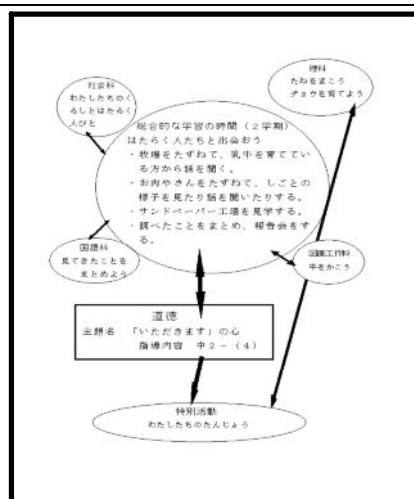 社会科
わたしたちのく
らしとはたらく
人びと
理科
たねをまこう
チョウを育てよう
総合的な学習の時間（２学期）
はたらく人たちと出会おう
・牧場をたずねて、乳牛を育てている方から話を聞く。
・お肉やさんをたずねて、しごとの様子を見たり話を聞いたりする。
・サンドペーパー工場を見学する。
・調べたことをまとめ、報告会をする。
国語科
見てきたことを
まとめよう
図画工作科
牛をかこう
道徳
主題名　「いただきます」の心
指導内容　中２－（４）
特別活動
わたしたちのたんじょう